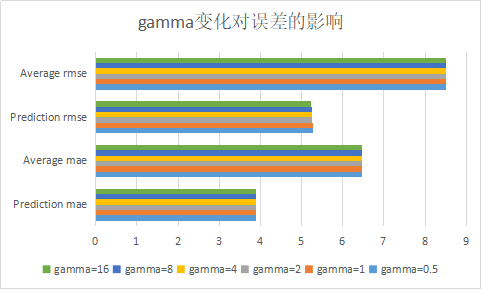 gamma变化对误差的影响
Average rmse
Prediction rmse
Average mae
Prediction mae
0 1 2 3 4 5 6 7 8 9
gamma=16 gamma=8 gamma=4 gamma=2 gamma=1 gamma=0.5